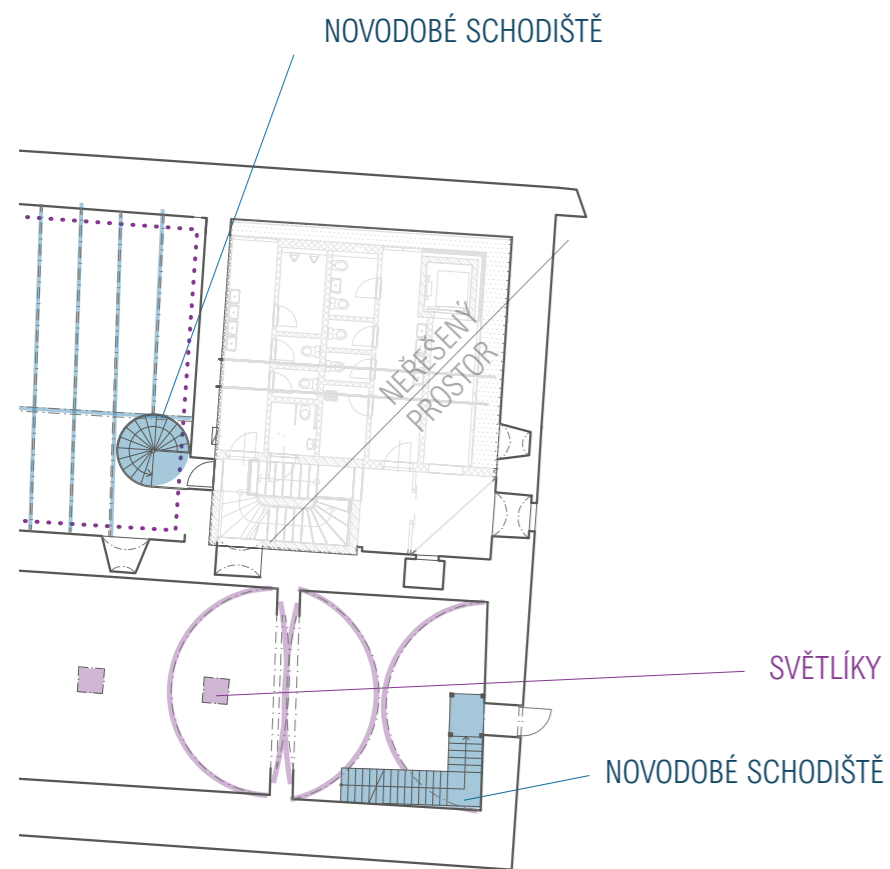 NOVODOBÉ SCHODIŠTĚ
NEŘEŠENÝ
PROSTOR
SVĚTLÍKY
NOVODOBÉ SCHODIŠTĚ